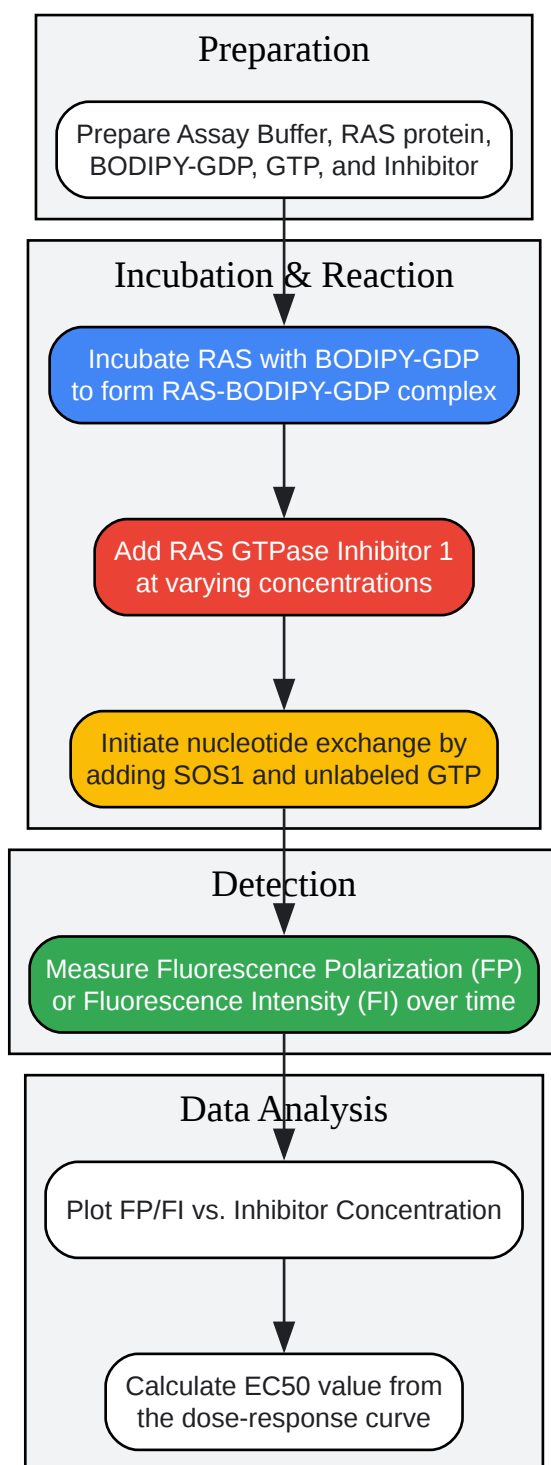 Preparation
Prepare Assay Buffer, RAS protein,
BODIPY-GDP, GTP, and Inhibitor
Incubation & Reaction
Incubate RAS with BODIPY-GDP
to form RAS-BODIPY-GDP complex
Add RAS GTPase Inhibitor 1
at varying concentrations
Initiate nucleotide exchange by
adding SOS1 and unlabeled GTP
Detection
Measure Fluorescence Polarization (FP)
or Fluorescence Intensity (FI) over time
Data Analysis
Plot FP/FI vs. Inhibitor Concentration
Calculate EC50 value from
the dose-response curve